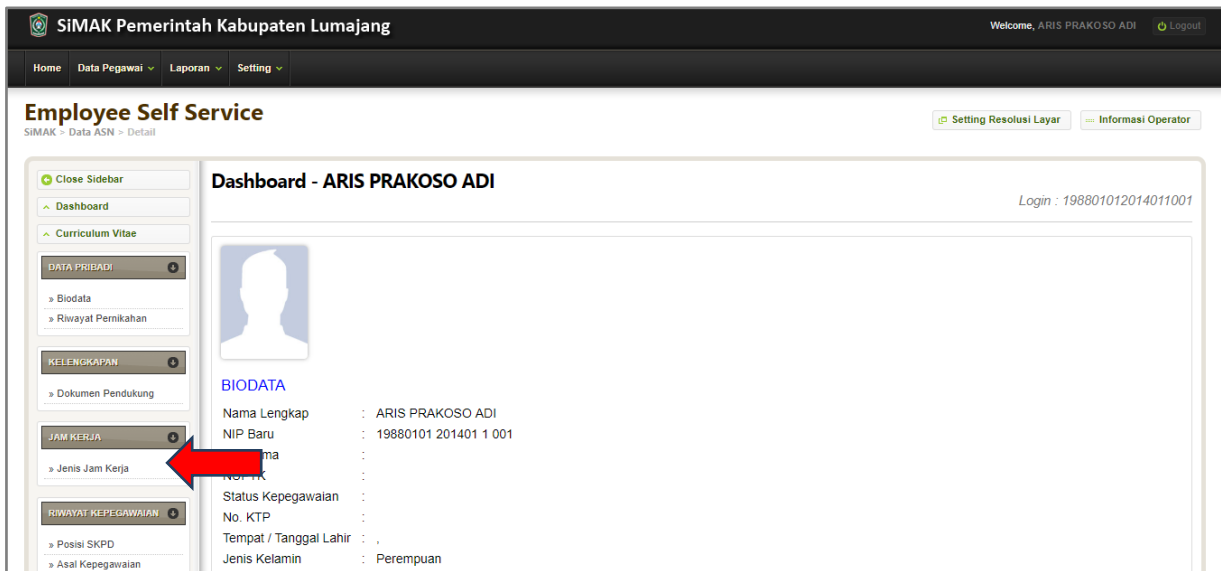 SiMAK Pemerintah Kabupaten Lumajang
Welcome, ARIS PRAKOSO ADI Logout
Home Data Pegawai Laporan Setting
Employee Self Service
SiMAK > Data ASN > Detail
Setting Resolusi Layar Informasi Operator
Close Sidebar
Dashboard
Curriculum Vitae
DATA PRIBADI
» Biodata
» Riwayat Pernikahan
KELENGKAPAN
» Dokumen Pendukung
JAM KERJA
» Jenis Jam Kerja
RIWAYAT KEPEGAWAIAN
» Posisi SKPD
» Asal Kepegawaian
Dashboard - ARIS PRAKOSO ADI
Login : 198801012014011001
BIODATA
Nama Lengkap : ARIS PRAKOSO ADI
NIP Baru : 19880101 201401 1 001
:
:
Status Kepegawaian :
No. KTP :
Tempat / Tanggal Lahir : ,
Jenis Kelamin : Perempuan